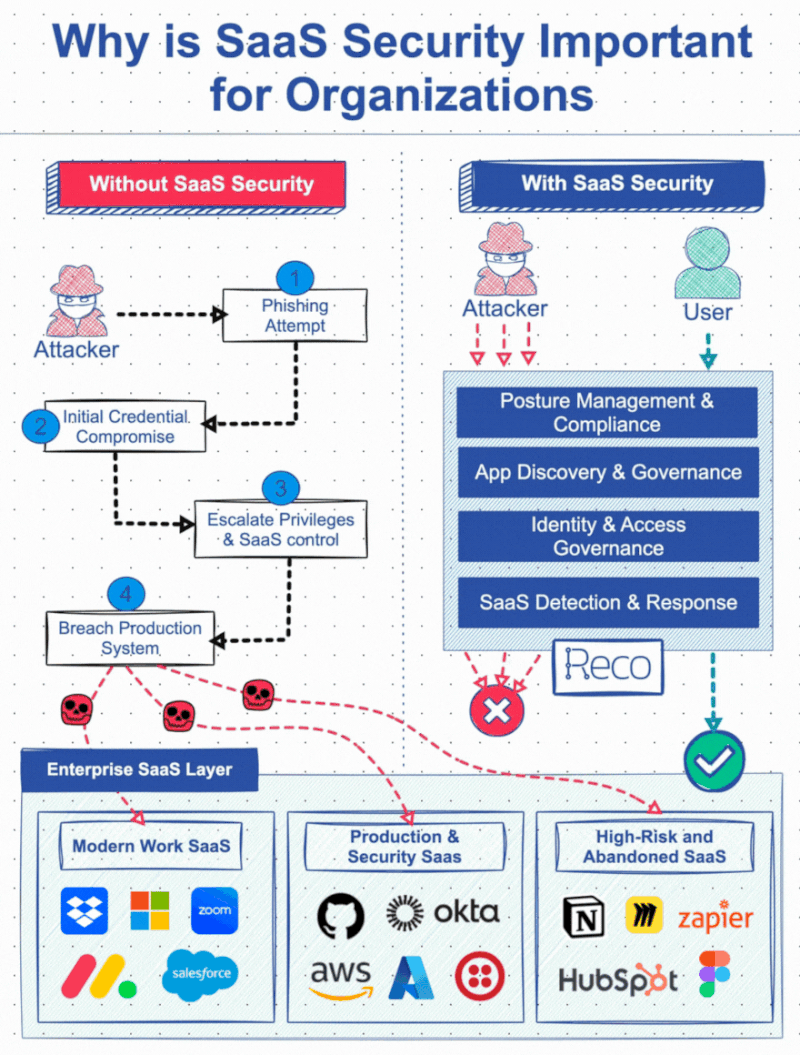 Why is SaaS Security Important
for Organizations
Without SaaS Security
Attacker
1
Phishing
Attempt
2
Initial Credential
Compromise
3
Escalate Privileges
& SaaS control
4
Breach Production
System
With SaaS Security
Attacker
User
Posture Management &
Compliance
App Discovery & Governance
Identity & Access
Governance
SaaS Detection & Response
Reco
Enterprise SaaS Layer
Modern Work SaaS
zoom
salesforce
Production &
Security Saas
okta
aws
High-Risk and
Abandoned SaaS
N
zapier
HubSpot